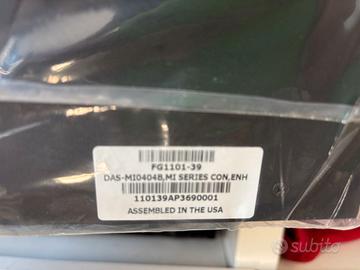 FG1101-39
DAS-MI0404B,MI SERIES CON,ENH
110139AP3690001
ASSEMBLED IN THE USA
subito